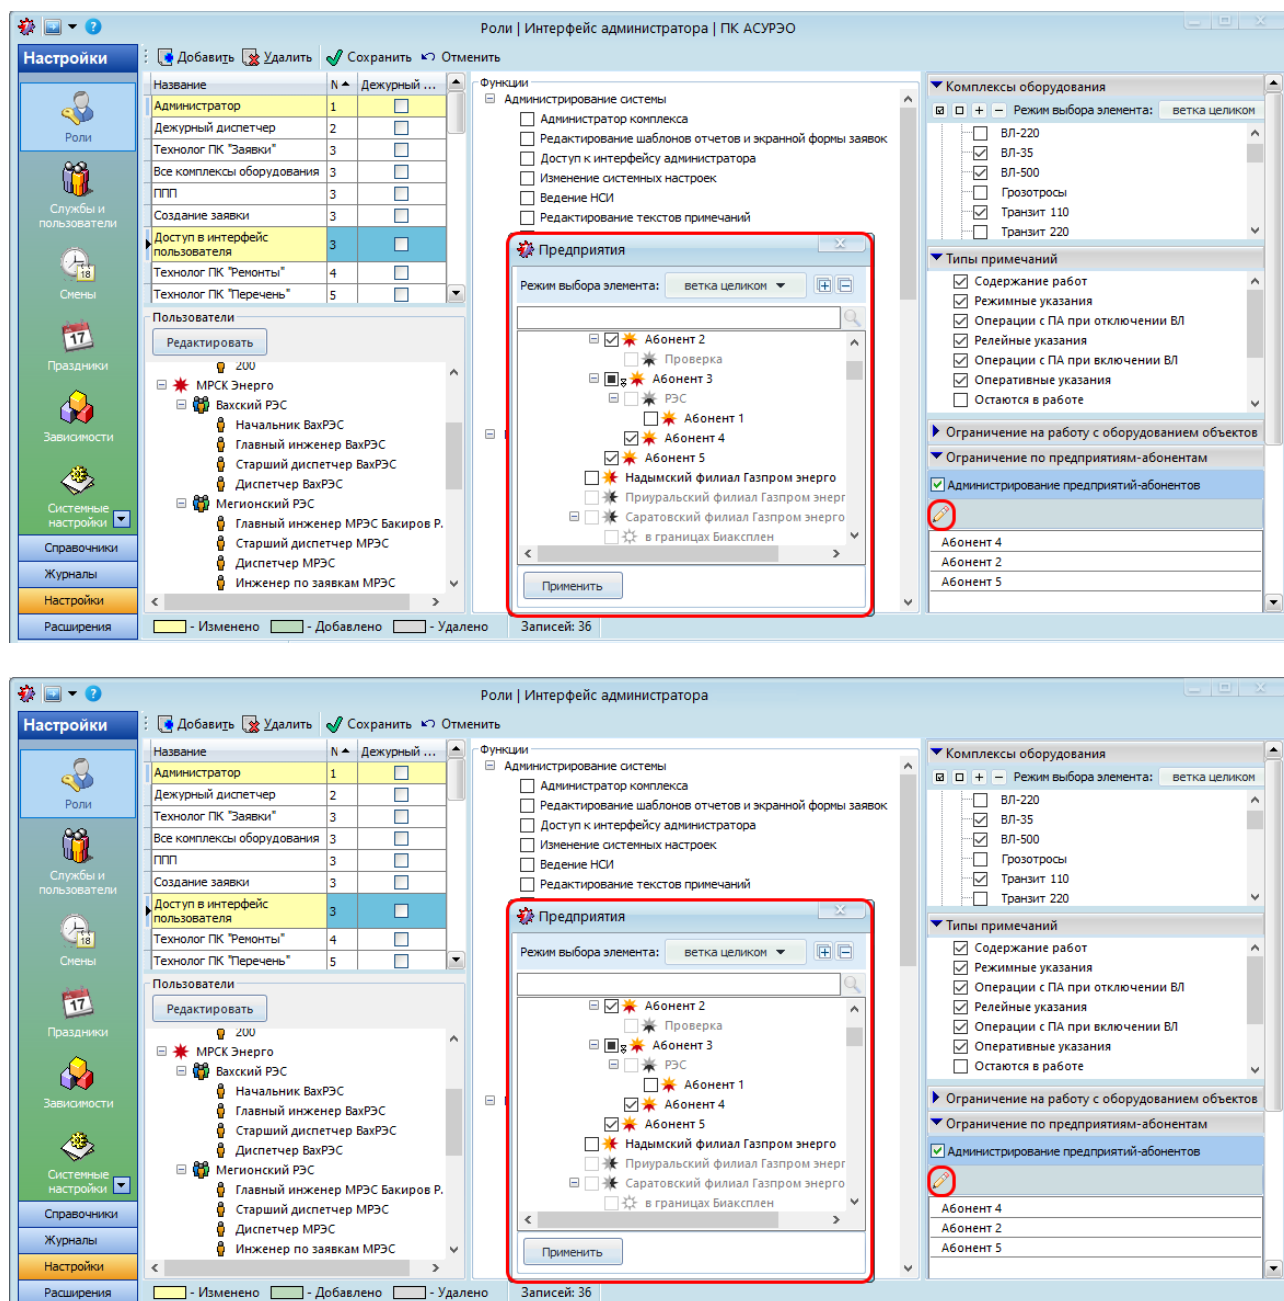 Роли | Интерфейс администратора | ПК АСУРЭО
Настройки
Добавить Удалить Сохранить Отменить
Роли
Службы и
пользователи
18
Смены
17
Праздники
Зависимости
Системные
настройки
Справочники
Журналы
Настройки
Расширения
Название N Дежурный ...
Администратор 1
Дежурный диспетчер 2
Технолог ПК "Заявки" 3
Все комплексы оборудования 3
ППП 3
Создание заявки 3
Доступ в интерфейс
пользователя 3
Технолог ПК "Ремонты" 4
Технолог ПК "Перечень" 5
Пользователи
Редактировать
200
МРСК Энерго
Вахский РЭС
Начальник ВахРЭС
Главный инженер ВахРЭС
Старший диспетчер ВахРЭС
Диспетчер ВахРЭС
Мегионский РЭС
Главный инженер МРЭС Бакиров Р.
Старший диспетчер МРЭС
Диспетчер МРЭС
Инженер по заявкам МРЭС
Функции
Администрирование системы
Администратор комплекса
Редактирование шаблонов отчетов и экранной формы заявок
Доступ к интерфейсу администратора
Изменение системных настроек
Ведение НСИ
Редактирование текстов примечаний
Предприятия
Режим выбора элемента: ветка целиком
Абонент 2
Проверка
Абонент 3
РЭС
Абонент 1
Абонент 4
Абонент 5
Надымский филиал Газпром энерго
Приуральский филиал Газпром энерг
Саратовский филиал Газпром энерго
в границах Биаксплен
Применить
Комплексы оборудования
Режим выбора элемента: ветка целиком
ВЛ-220
ВЛ-35
ВЛ-500
Грозотросы
Транзит 110
Транзит 220
Типы примечаний
Содержание работ
Режимные указания
Операции с ПА при отключении ВЛ
Релейные указания
Операции с ПА при включении ВЛ
Оперативные указания
Остаются в работе
Ограничение на работу с оборудованием объектов
Ограничение по предприятиям-абонентам
Администрирование предприятий-абонентов
Абонент 4
Абонент 2
Абонент 5
- Изменено - Добавлено - Удалено Записей: 36
Роли | Интерфейс администратора
Настройки
Добавить Удалить Сохранить Отменить
Роли
Службы и
пользователи
18
Смены
17
Праздники
Зависимости
Системные
настройки
Справочники
Журналы
Настройки
Расширения
Название N Дежурный ...
Администратор 1
Дежурный диспетчер 2
Технолог ПК "Заявки" 3
Все комплексы оборудования 3
ППП 3
Создание заявки 3
Доступ в интерфейс
пользователя 3
Технолог ПК "Ремонты" 4
Технолог ПК "Перечень" 5
Пользователи
Редактировать
200
МРСК Энерго
Вахский РЭС
Начальник ВахРЭС
Главный инженер ВахРЭС
Старший диспетчер ВахРЭС
Диспетчер ВахРЭС
Мегионский РЭС
Главный инженер МРЭС Бакиров Р.
Старший диспетчер МРЭС
Диспетчер МРЭС
Инженер по заявкам МРЭС
Функции
Администрирование системы
Администратор комплекса
Редактирование шаблонов отчетов и экранной формы заявок
Доступ к интерфейсу администратора
Изменение системных настроек
Ведение НСИ
Редактирование текстов примечаний
Предприятия
Режим выбора элемента: ветка целиком
Абонент 2
Проверка
Абонент 3
РЭС
Абонент 1
Абонент 4
Абонент 5
Надымский филиал Газпром энерго
Приуральский филиал Газпром энерг
Саратовский филиал Газпром энерго
в границах Биаксплен
Применить
Комплексы оборудования
Режим выбора элемента: ветка целиком
ВЛ-220
ВЛ-35
ВЛ-500
Грозотросы
Транзит 110
Транзит 220
Типы примечаний
Содержание работ
Режимные указания
Операции с ПА при отключении ВЛ
Релейные указания
Операции с ПА при включении ВЛ
Оперативные указания
Остаются в работе
Ограничение на работу с оборудованием объектов
Ограничение по предприятиям-абонентам
Администрирование предприятий-абонентов
Абонент 4
Абонент 2
Абонент 5
- Изменено - Добавлено - Удалено Записей: 36